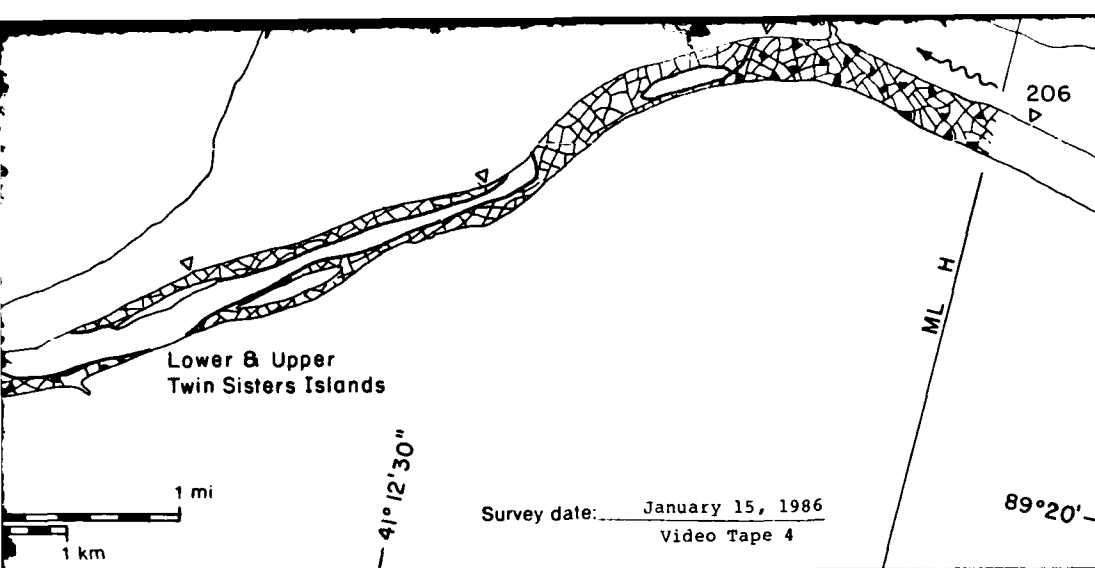 206
ML H
Lower & Upper
Twin Sisters Islands
1 mi
1 km
41°12'30"
Survey date: January 15, 1986
Video Tape 4
89°20'